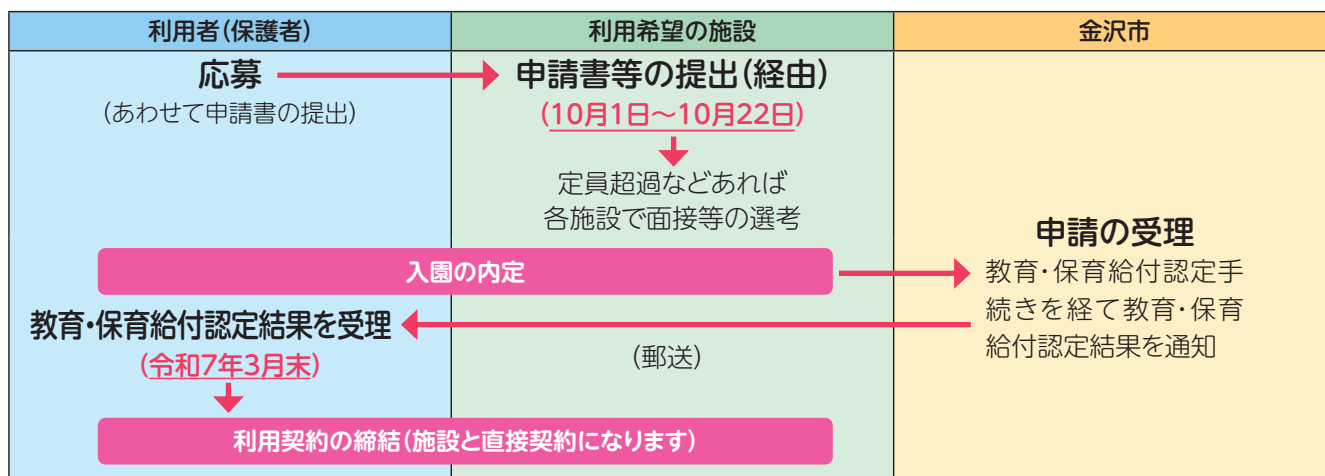 利用者(保護者)
利用希望の施設
金沢市
応募
(あわせて申請書の提出)
申請書等の提出(経由)
(10月1日～10月22日)
定員超過などあれば
各施設で面接等の選考
入園の内定
申請の受理
教育・保育給付認定手
続きを経て教育・保育
給付認定結果を通知
教育・保育給付認定結果を受理
(令和7年3月末)
(郵送)
利用契約の締結(施設と直接契約になります)